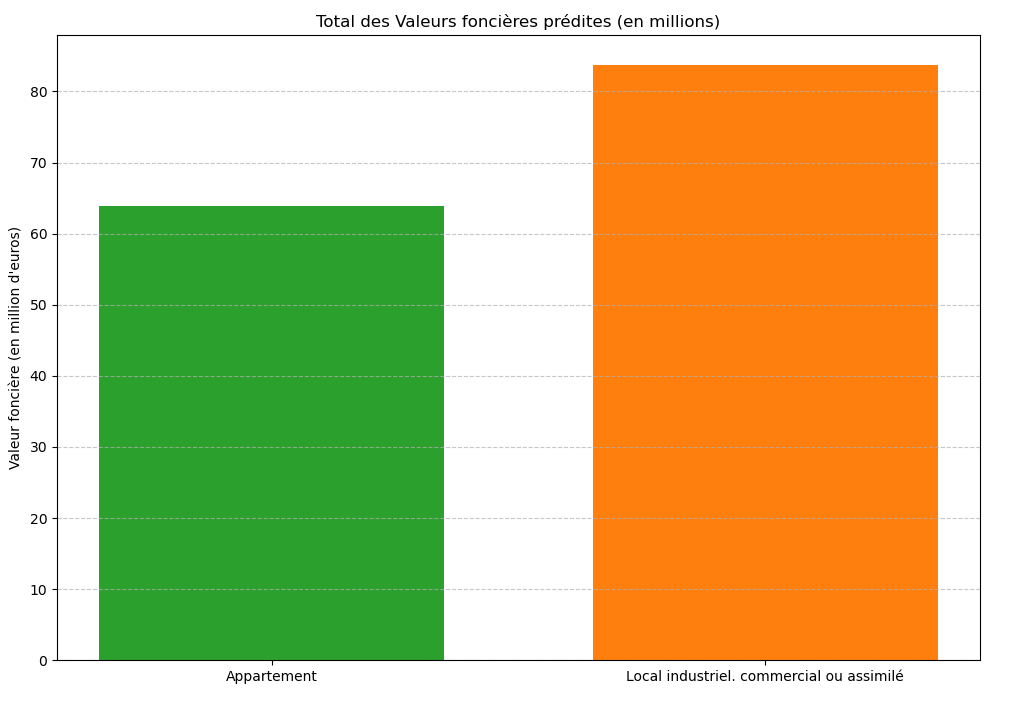 Total des Valeurs foncières prédites (en millions)
Valeur foncière (en million d'euros)
80
70
60
50
40
30
20
10
0
Appartement
Local industriel. commercial ou assimilé